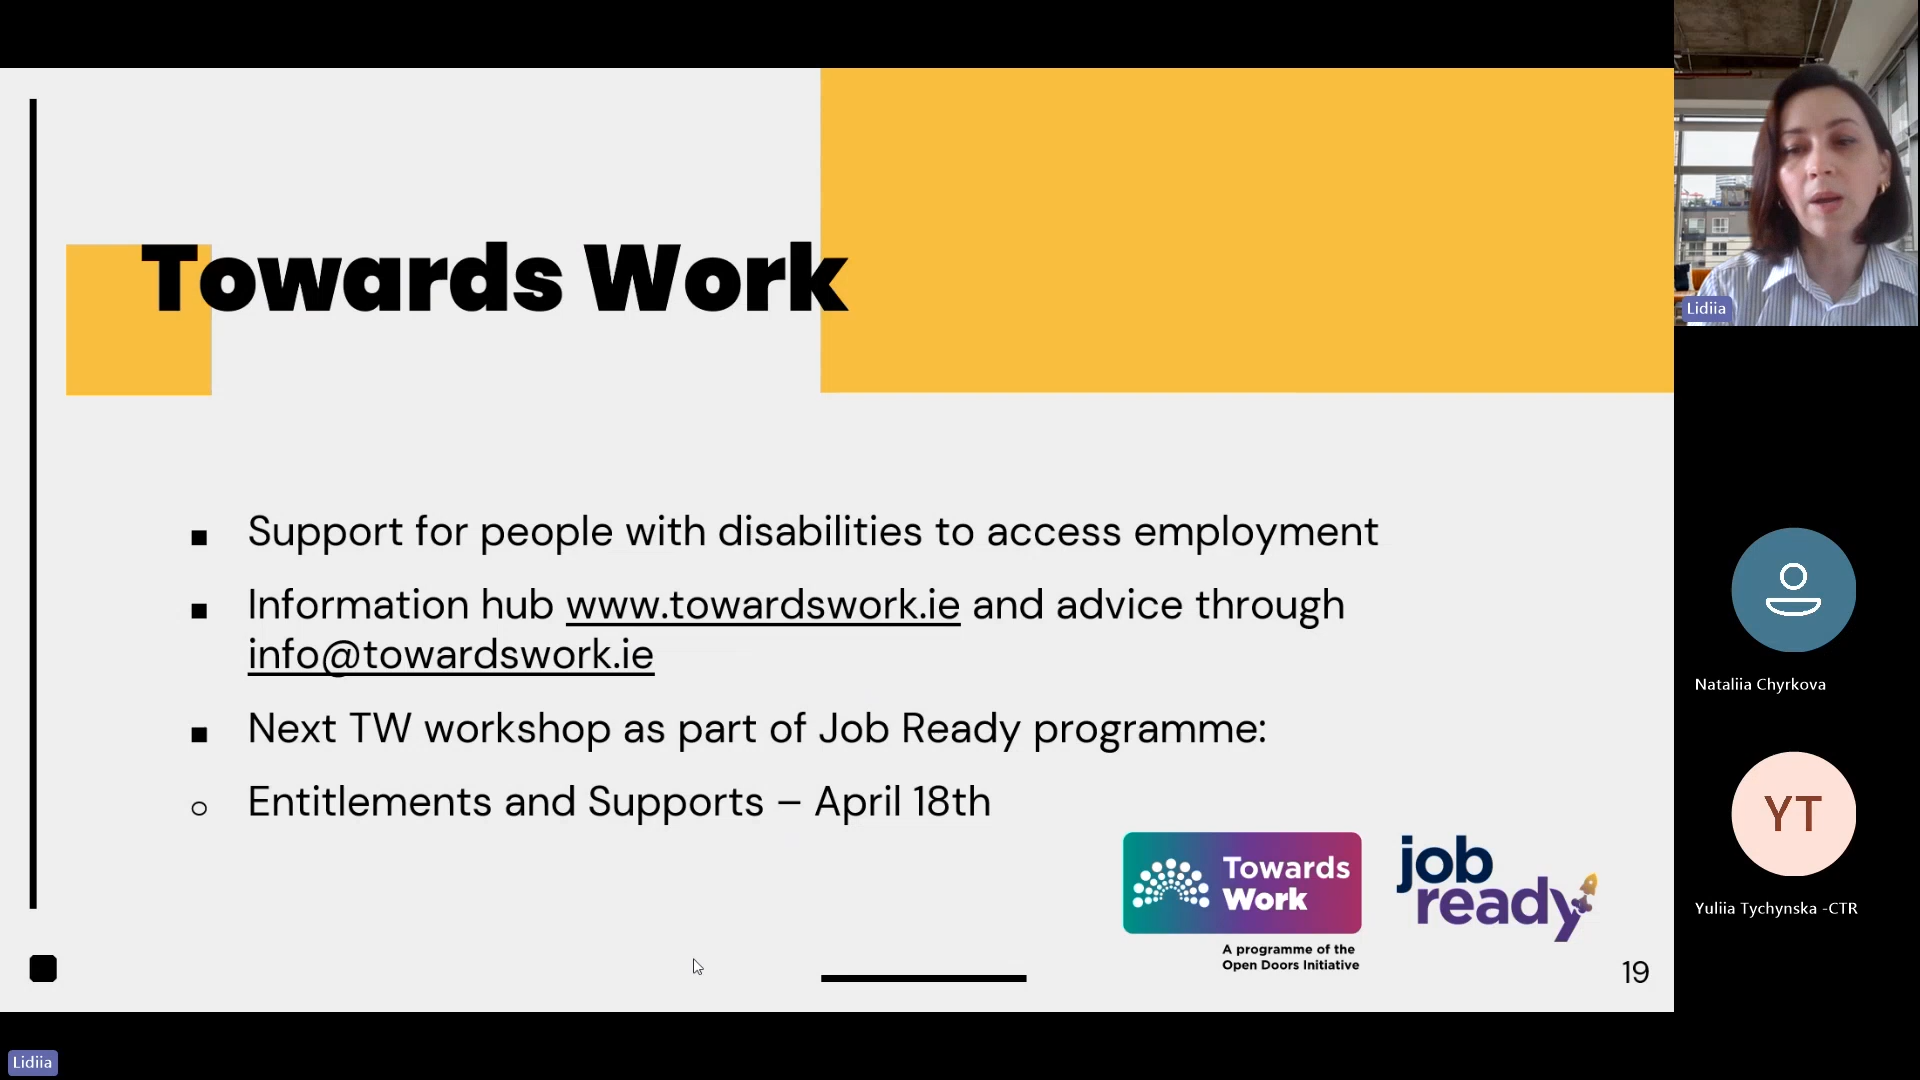 Towards Work
■ Support for people with disabilities to access employment
■ Information hub www.towardswork.ie and advice through
info@towardswork.ie
■ Next TW workshop as part of Job Ready programme:
○ Entitlements and Supports – April 18th
Towards
Work
A programme of the
Open Doors Initiative
job
ready
19
Lidiia
Nataliia Chyrkova
YT
Yuliia Tychynska -CTR
Lidiia